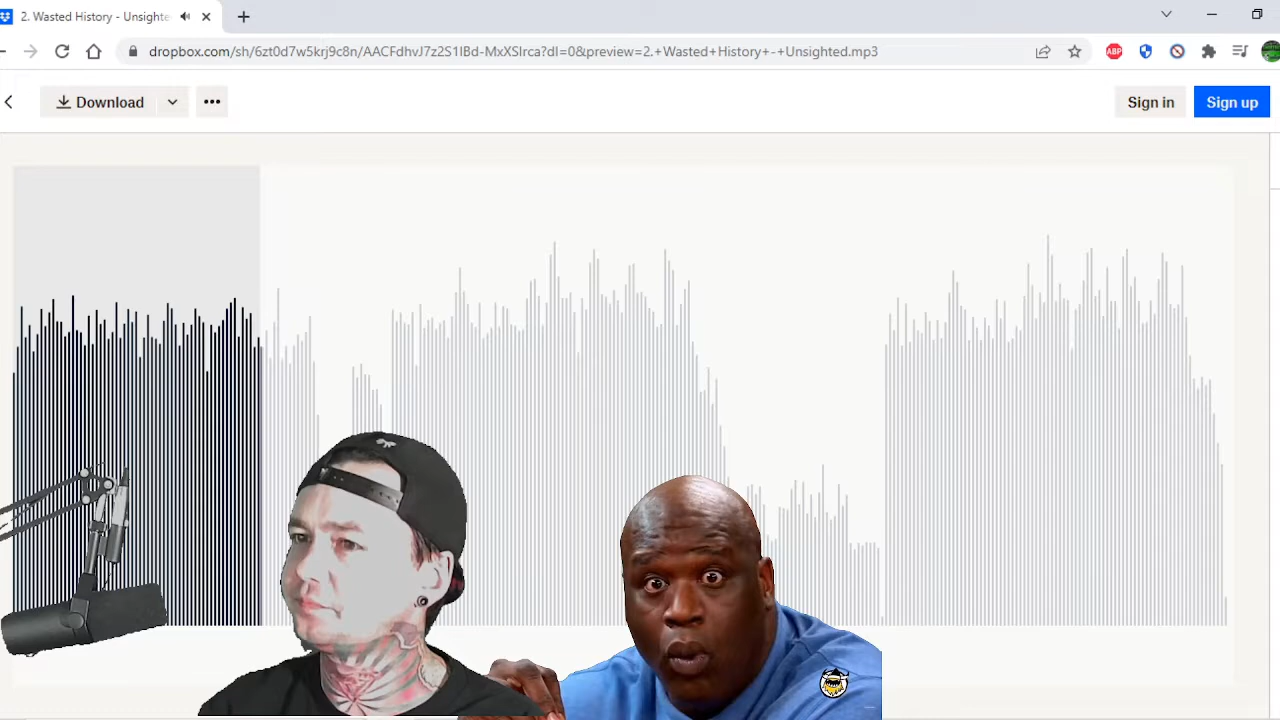 2. Wasted History - Unsighte
dropbox.com/sh/6zt0d7w5krj9c8n/AACFdhvJ7z2S1IBd-MxXSIrca?dl=0&preview=2.+Wasted+History+-+Unsighted.mp3
ABP
Download
Sign in
Sign up